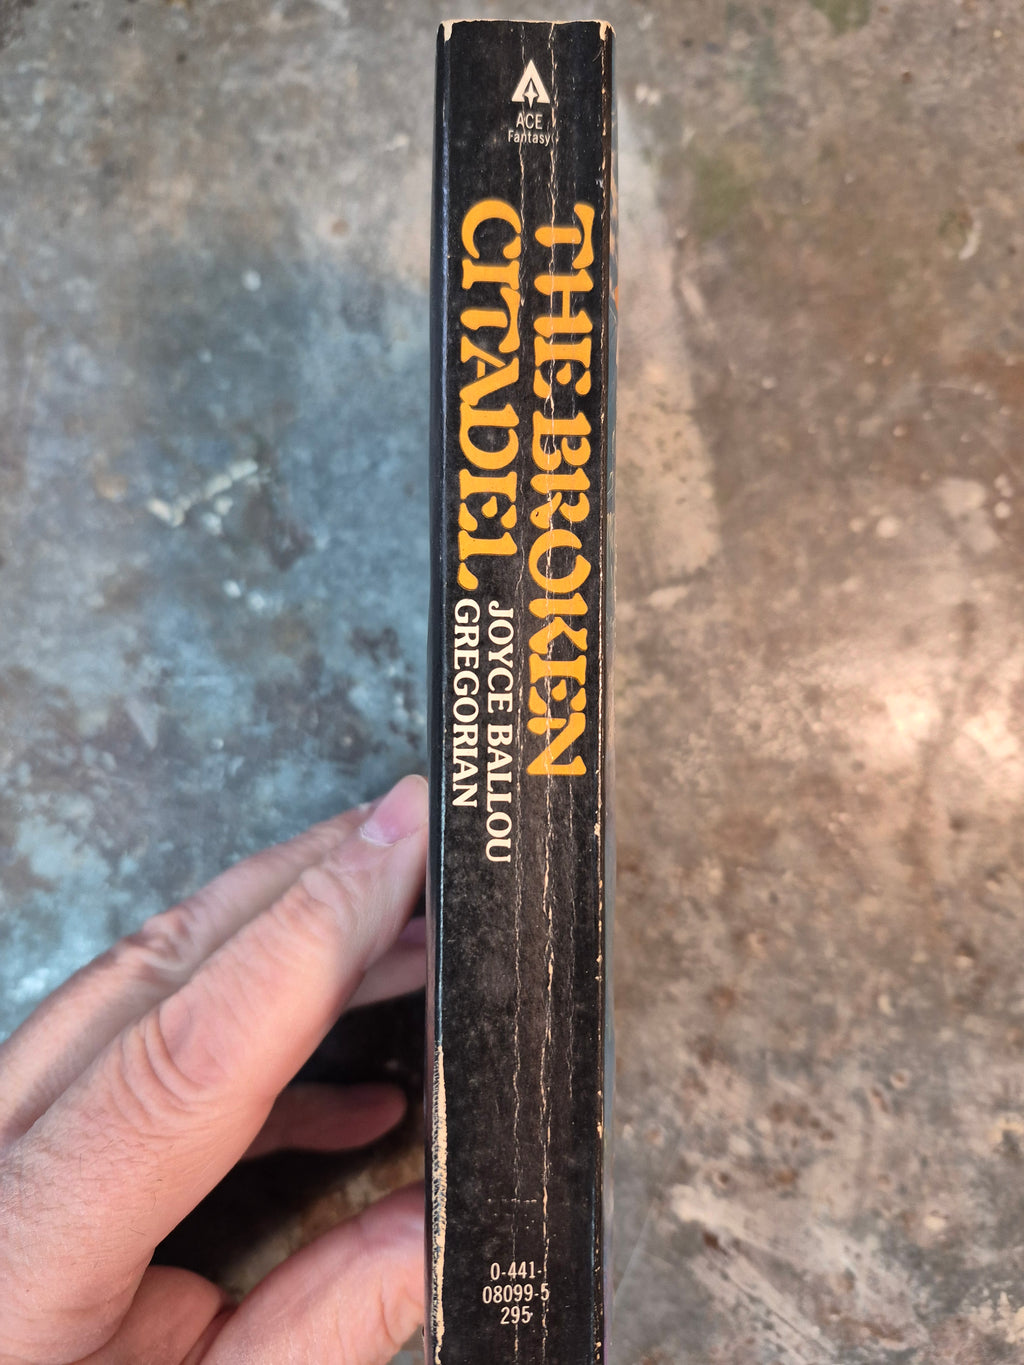 ACE
Fantasy
THE BROKEN
CITADEL
JOYCE BALLOU
GREGORIAN
0-441-
08099-5
295